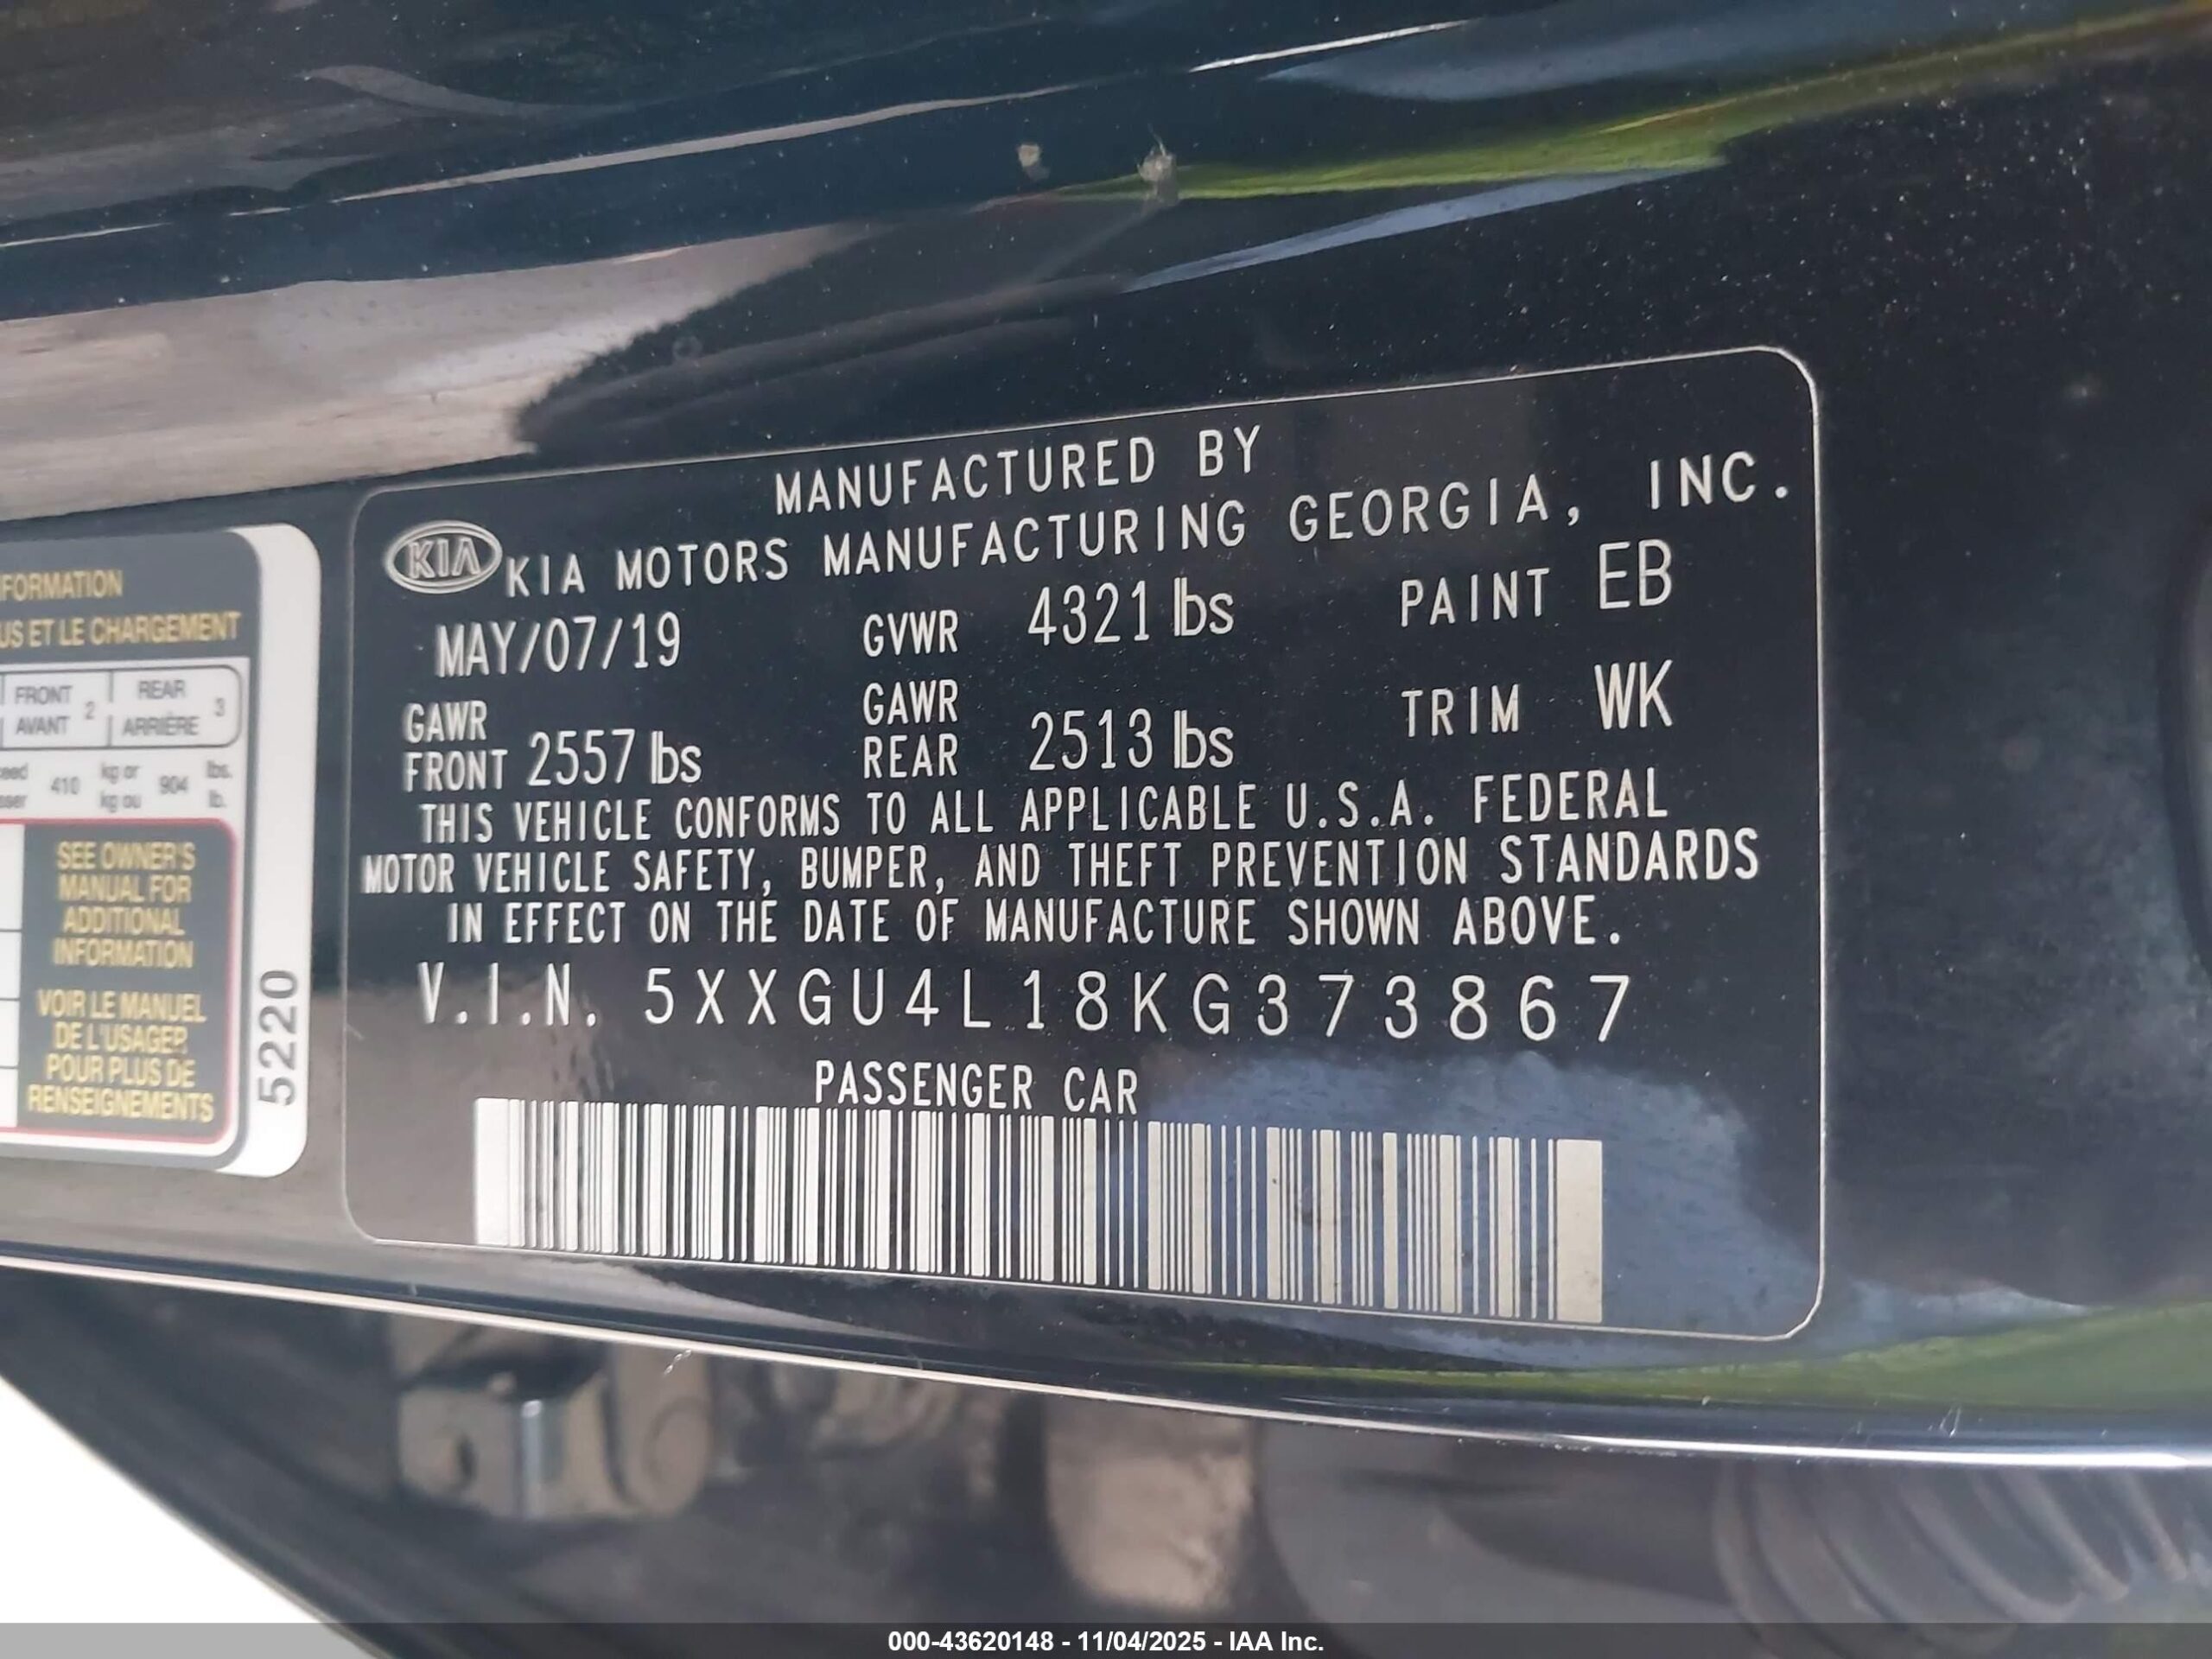 MANUFACTURED BY
KIA KIA MOTORS MANUFACTURING GEORGIA, INC.
MAY/07/19 GVWR 4321 lbs PAINT EB
GAWR FRONT 2557 lbs GAWR REAR 2513 lbs TRIM WK
THIS VEHICLE CONFORMS TO ALL APPLICABLE U.S.A. FEDERAL
MOTOR VEHICLE SAFETY, BUMPER, AND THEFT PREVENTION STANDARDS
IN EFFECT ON THE DATE OF MANUFACTURE SHOWN ABOVE.
V.I.N. 5XXGU4L18KG373867
PASSENGER CAR
ET LE CHARGEMENT
FRONT 2 REAR 3
AVANT ARRIÈRE
410 kg or 904 lbs.
kg ou lb.
SEE OWNER'S
MANUAL FOR
ADDITIONAL
INFORMATION
VOIR LE MANUEL
DE L'USAGER
POUR PLUS DE
RENSEIGNEMENTS
5220
000-43620148 - 11/04/2025 - IAA Inc.